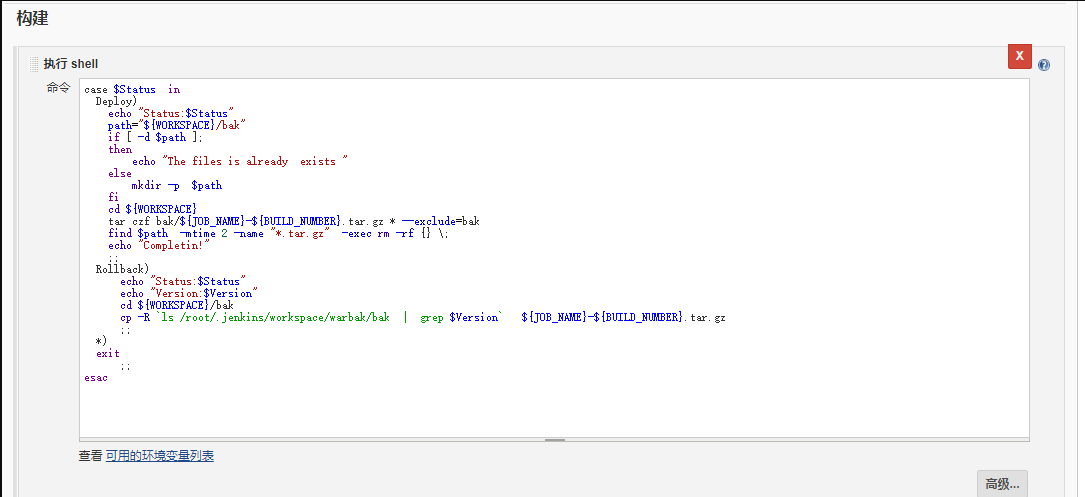 构建
X
执行 shell
命令
case $Status  in
  Deploy)
    echo "Status:$Status"
    path="${WORKSPACE}/bak"
    if [ -d $path ];
    then
        echo "The files is already  exists "
    else
        mkdir -p  $path
    fi
    cd ${WORKSPACE}
    tar czf bak/${JOB_NAME}-${BUILD_NUMBER}.tar.gz * --exclude=bak
    find $path  -mtime 2 -name "*.tar.gz"  -exec rm -rf {} \;
    echo "Completin!"
    ;;
  Rollback)
      echo "Status:$Status"
      echo "Version:$Version"
      cd ${WORKSPACE}/bak
      cp -R `ls /root/.jenkins/workspace/warbak/bak  |  grep $Version`   ${JOB_NAME}-${BUILD_NUMBER}.tar.gz
      ;;
  *)
  exit
      ;;
esac
查看 可用的环境变量列表
高级...